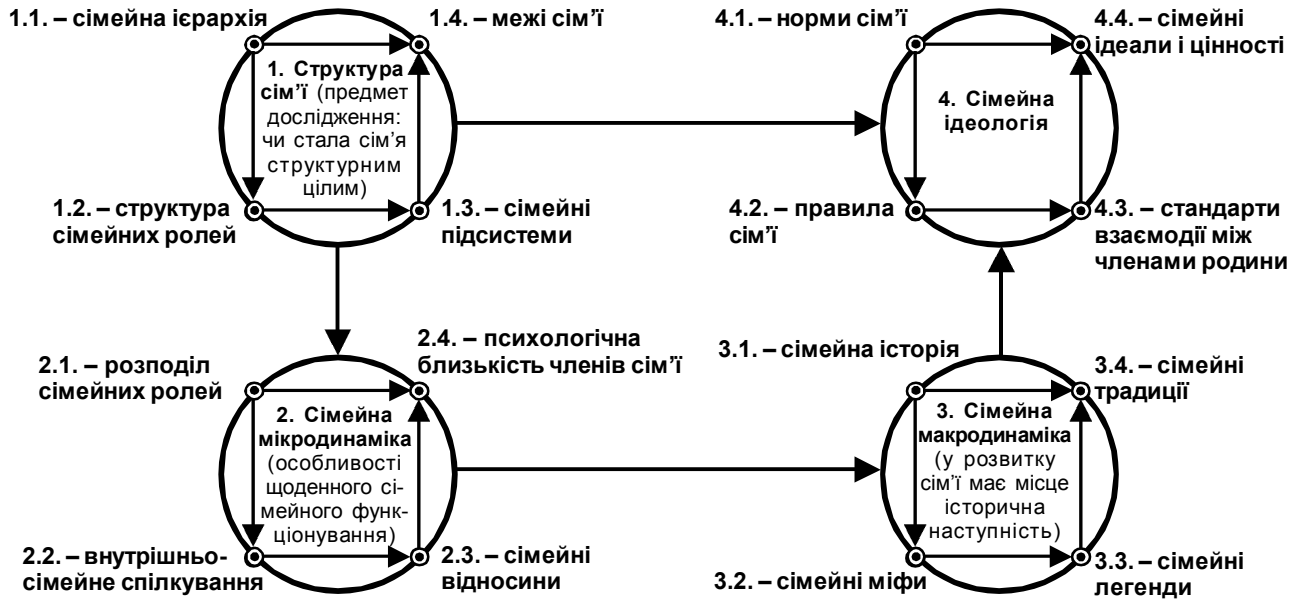 1.1. – сімейна ієрархія
1.4. – межі сім’ї
1. Структура
сім’ї (предмет
дослідження:
чи стала сім’я
структурним
цілим)
1.2. – структура
сімейних ролей
1.3. – сімейні
підсистеми
4.1. – норми сім’ї
4.4. – сімейні
ідеали і цінності
4. Сімейна
ідеологія
4.2. – правила
сім’ї
4.3. – стандарти
взаємодії між
членами родини
2.1. – розподіл
сімейних ролей
2.4. – психологічна
близькість членів сім’ї
2. Сімейна
мікродинаміка
(особливості
щоденного сі-
мейного функ-
ціонування)
2.2. – внутрішньо-
сімейне спілкування
2.3. – сімейні
відносини
3.1. – сімейна історія
3.4. – сімейні
традиції
3. Сімейна
макродинаміка
(у розвитку
сім’ї має місце
історична
наступність)
3.2. – сімейні міфи
3.3. – сімейні
легенди